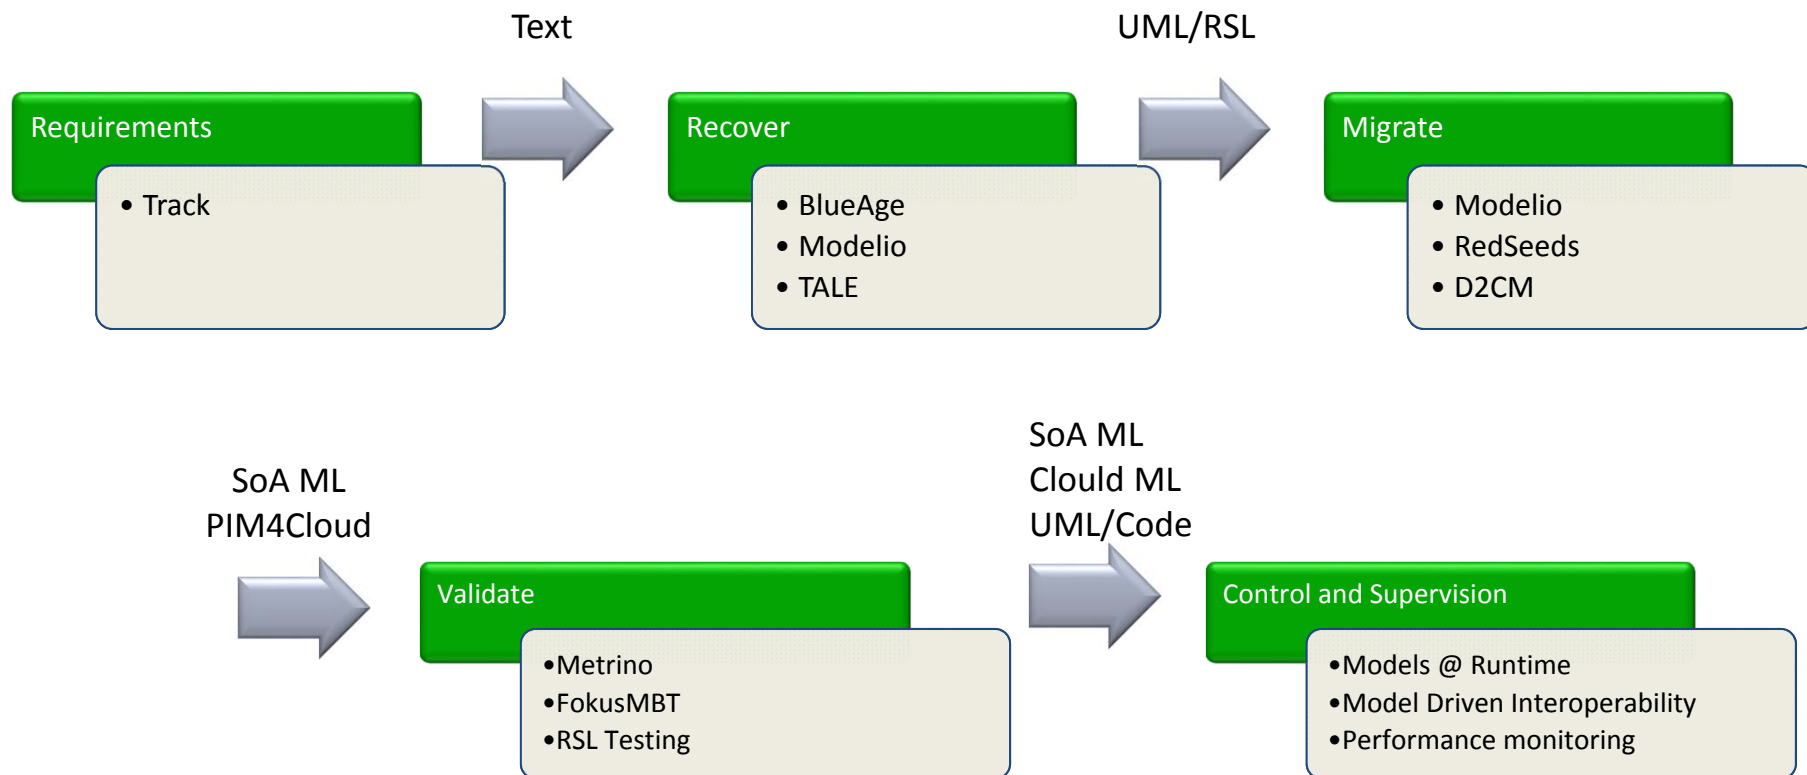 Text
UML/RSL
Requirements
• Track
Recover
• BlueAge
• Modelio
• TALE
Migrate
• Modelio
• RedSeeds
• D2CM
SoA ML
PIM4Cloud
Validate
•Metrino
•FokusMBT
•RSL Testing
SoA ML
Clould ML
UML/Code
Control and Supervision
•Models @ Runtime
•Model Driven Interoperability
•Performance monitoring